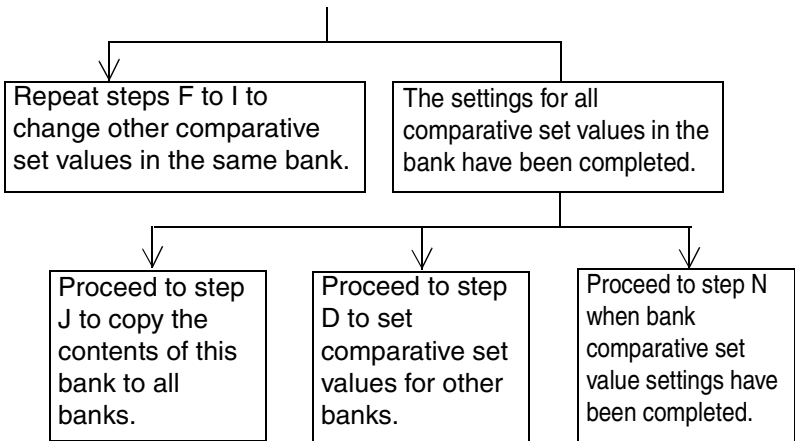 Repeat steps F to I to
change other comparative
set values in the same bank.
The settings for all
comparative set values in the
bank have been completed.
Proceed to step
J to copy the
contents of this
bank to all
banks.
Proceed to step
D to set
comparative set
values for other
banks.
Proceed to step N
when bank
comparative set
value settings have
been completed.